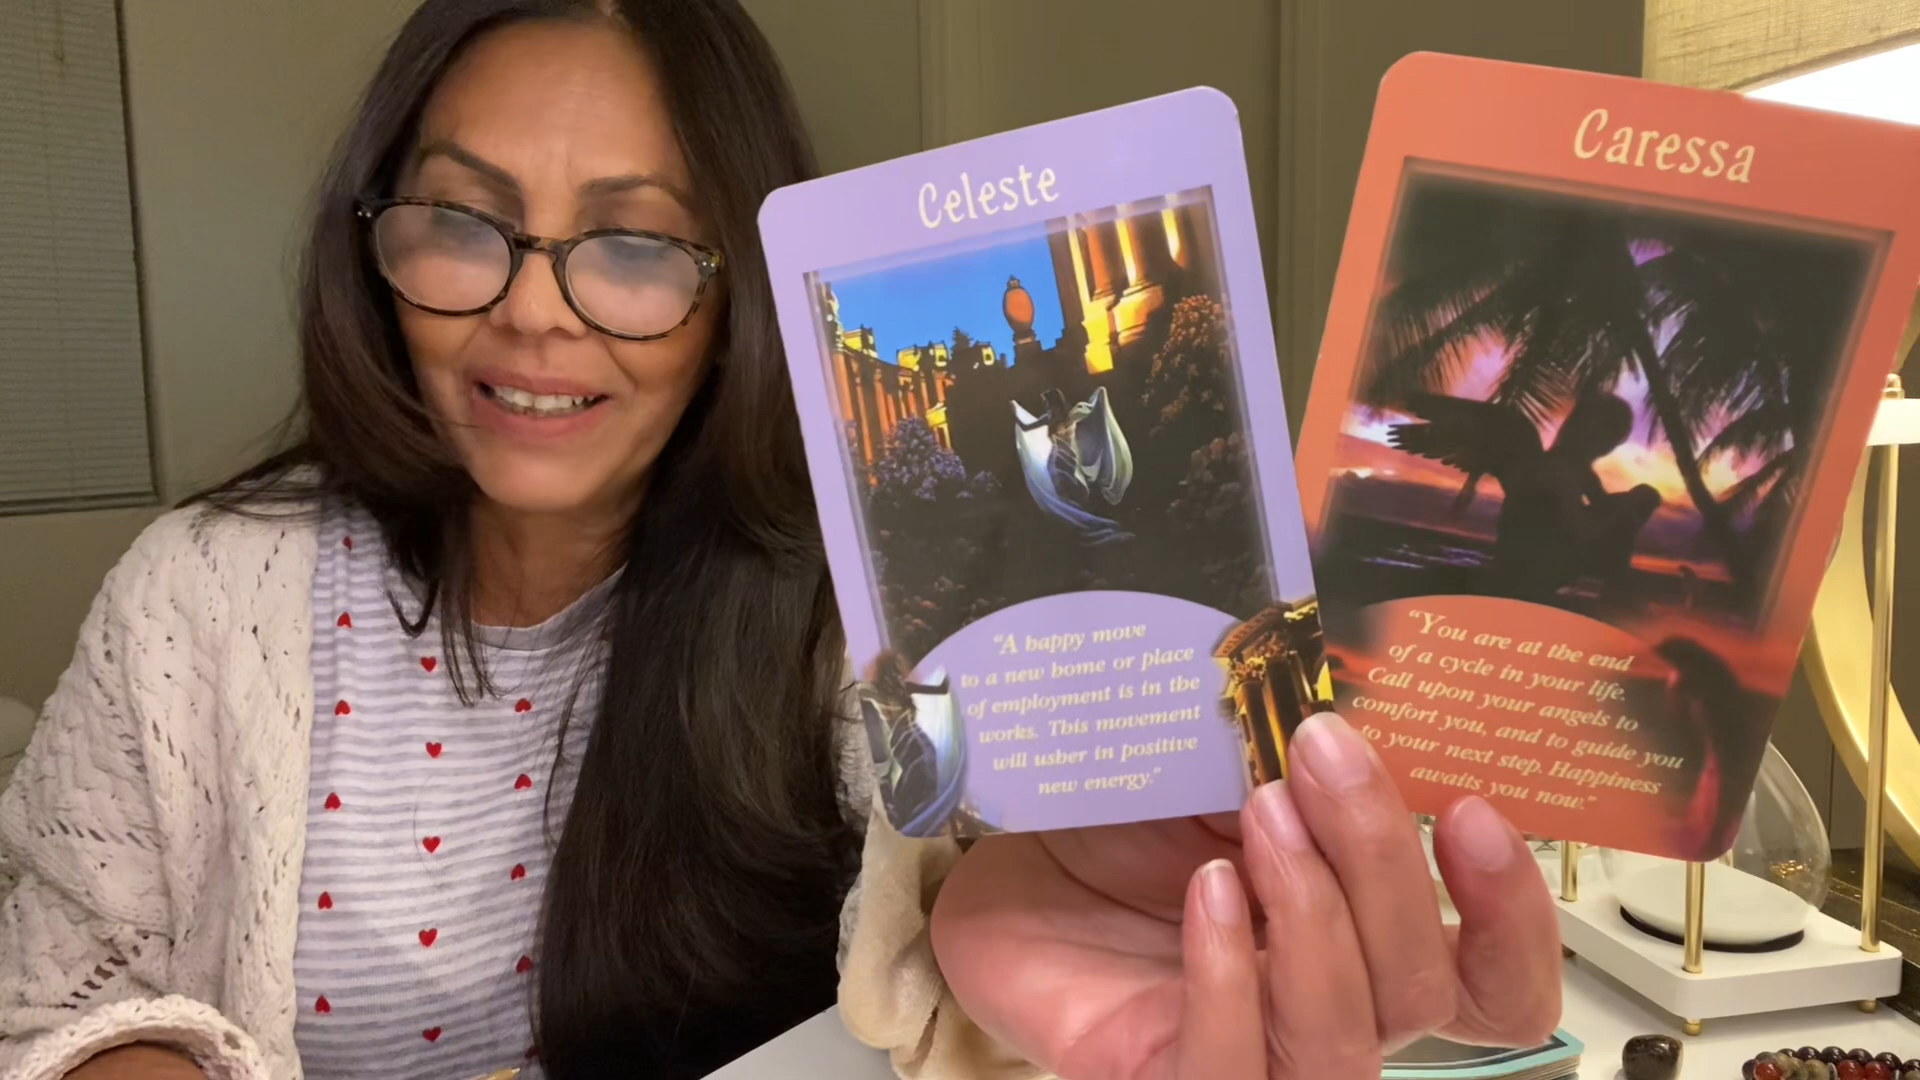 Celeste
"A happy move
to a new home or place
of employment is in the
works. This movement
will usher in positive
new energy."
Caressa
"You are at the end
of a cycle in your life.
Call upon your angels to
comfort you, and to guide you
to your next step. Happiness
awaits you now."